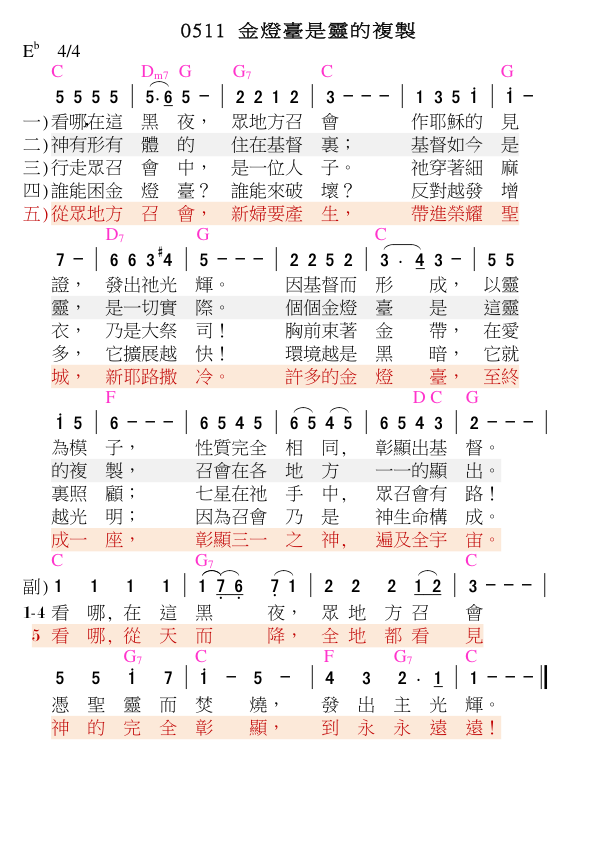 0511 金燈臺是靈的複製
E♭ 4/4
C Dm7 G G7 C G
5 5 5 5 | 5· 6 5 － | 2 2 1 2 | 3 － － － | 1 3 5 i | i －
一)看哪在這 黑 夜， 眾地方召 會 作耶穌的 見
二)神有形有 體 的 住在基督 裏； 基督如今 是
三)行走眾召 會 中， 是一位人 子。 祂穿著細 麻
四)誰能困金 燈 臺？ 誰能來破 壞？ 反對越發 增
五)從眾地方 召 會， 新婦要產 生， 帶進榮耀 聖
D7 G C
7 － | 6 6 3 #4 | 5 － － － | 2 2 5 2 | 3 · 4 3 － | 5 5
證， 發出祂光 輝。 因基督而 形 成， 以靈
靈， 是一切實 際。 個個金燈 臺 是 這靈
衣， 乃是大祭 司！ 胸前束著 金 帶， 在愛
多， 它擴展越 快！ 環境越是 黑 暗， 它就
城， 新耶路撒 冷。 許多的金 燈 臺， 至終
F D C G
i 5 | 6 － － － | 6 5 4 5 | 6 5 4 5 | 6 5 4 3 | 2 － － － |
為模 子， 性質完全 相 同, 彰顯出基 督。
的複 製， 召會在各 地 方 一一的顯 出。
裏照 顧； 七星在祂 手 中, 眾召會有 路！
越光 明； 因為召會 乃 是 神生命構 成。
成一 座， 彰顯三一 之 神, 遍及全宇 宙。
C G7 C
副) 1 1 1 1 | 1 7 6 7 1 | 2 2 2 1 2 | 3 － － － |
1-4 看 哪, 在 這 黑 夜， 眾 地 方 召 會
5 看 哪, 從 天 而 降， 全 地 都 看 見
G7 C F G7 C
5 5 i 7 | i － 5 － | 4 3 2 · 1 | 1 － － － ‖
憑 聖 靈 而 焚 燒， 發 出 主 光 輝。
神 的 完 全 彰 顯， 到 永 永 遠 遠！